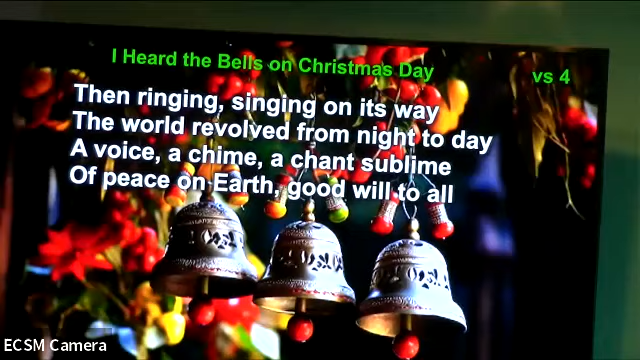 I Heard the Bells on Christmas Day vs 4
Then ringing, singing on its way
The world revolved from night to day
A voice, a chime, a chant sublime
Of peace on Earth, good will to all
ECSM Camera